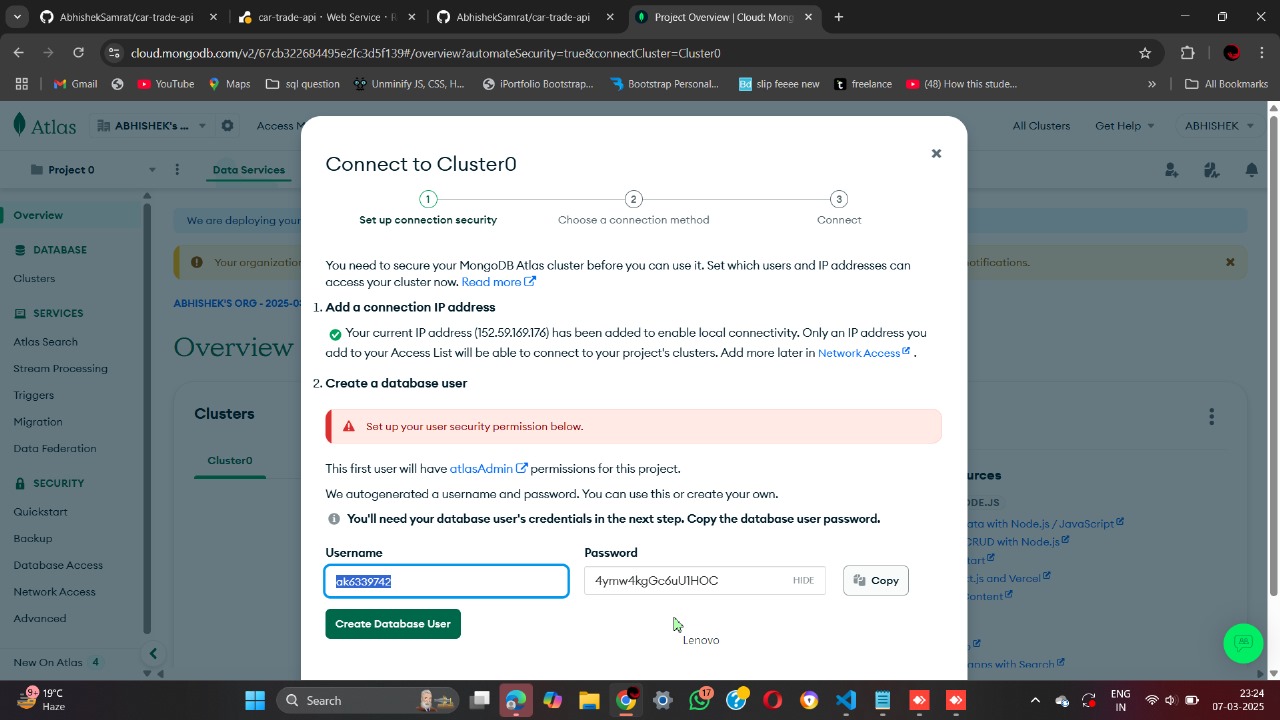 AbhishekSamrat/car-trade-api
car-trade-api · Web Service · R
AbhishekSamrat/car-trade-api
Project Overview | Cloud: Mong
cloud.mongodb.com/v2/67cb322684495ae2fc3d5f139#/overview?automateSecurity=true&connectCluster=Cluster0
Gmail
YouTube
Maps
sql question
Unminify JS, CSS, H...
iPortfolio Bootstrap...
Bootstrap Personal...
slip feeee new
freelance
(48) How this stude...
All Bookmarks
Atlas
ABHISHEK's ...
Access M
All Clusters
Get Help
ABHISHEK
Project 0
Data Services
Overview
DATABASE
Clusters
SERVICES
Atlas Search
Stream Processing
Triggers
Migration
Data Federation
SECURITY
Quickstart
Backup
Database Access
Network Access
Advanced
New On Atlas 4
We are deploying your
Your organization
notifications.
ABHISHEK'S ORG - 2025-03
Overview
Clusters
Cluster0
Connect to Cluster0
1
2
3
Set up connection security
Choose a connection method
Connect
You need to secure your MongoDB Atlas cluster before you can use it. Set which users and IP addresses can
access your cluster now. Read more
1. Add a connection IP address
Your current IP address (152.59.169.176) has been added to enable local connectivity. Only an IP address you
add to your Access List will be able to connect to your project's clusters. Add more later in Network Access .
2. Create a database user
Set up your user security permission below.
This first user will have atlasAdmin permissions for this project.
We autogenerated a username and password. You can use this or create your own.
You'll need your database user's credentials in the next step. Copy the database user password.
Username
Password
ak6339742
4ymw4kgGc6uU1HOC
HIDE
Copy
Create Database User
Lenovo
urces
ODE.JS
ata with Node.js / JavaScript
CRUD with Node.js
art
t.js and Vercel
Content
apps with Search
9+
19°C
Haze
Search
17
ENG
IN
23:24
07-03-2025